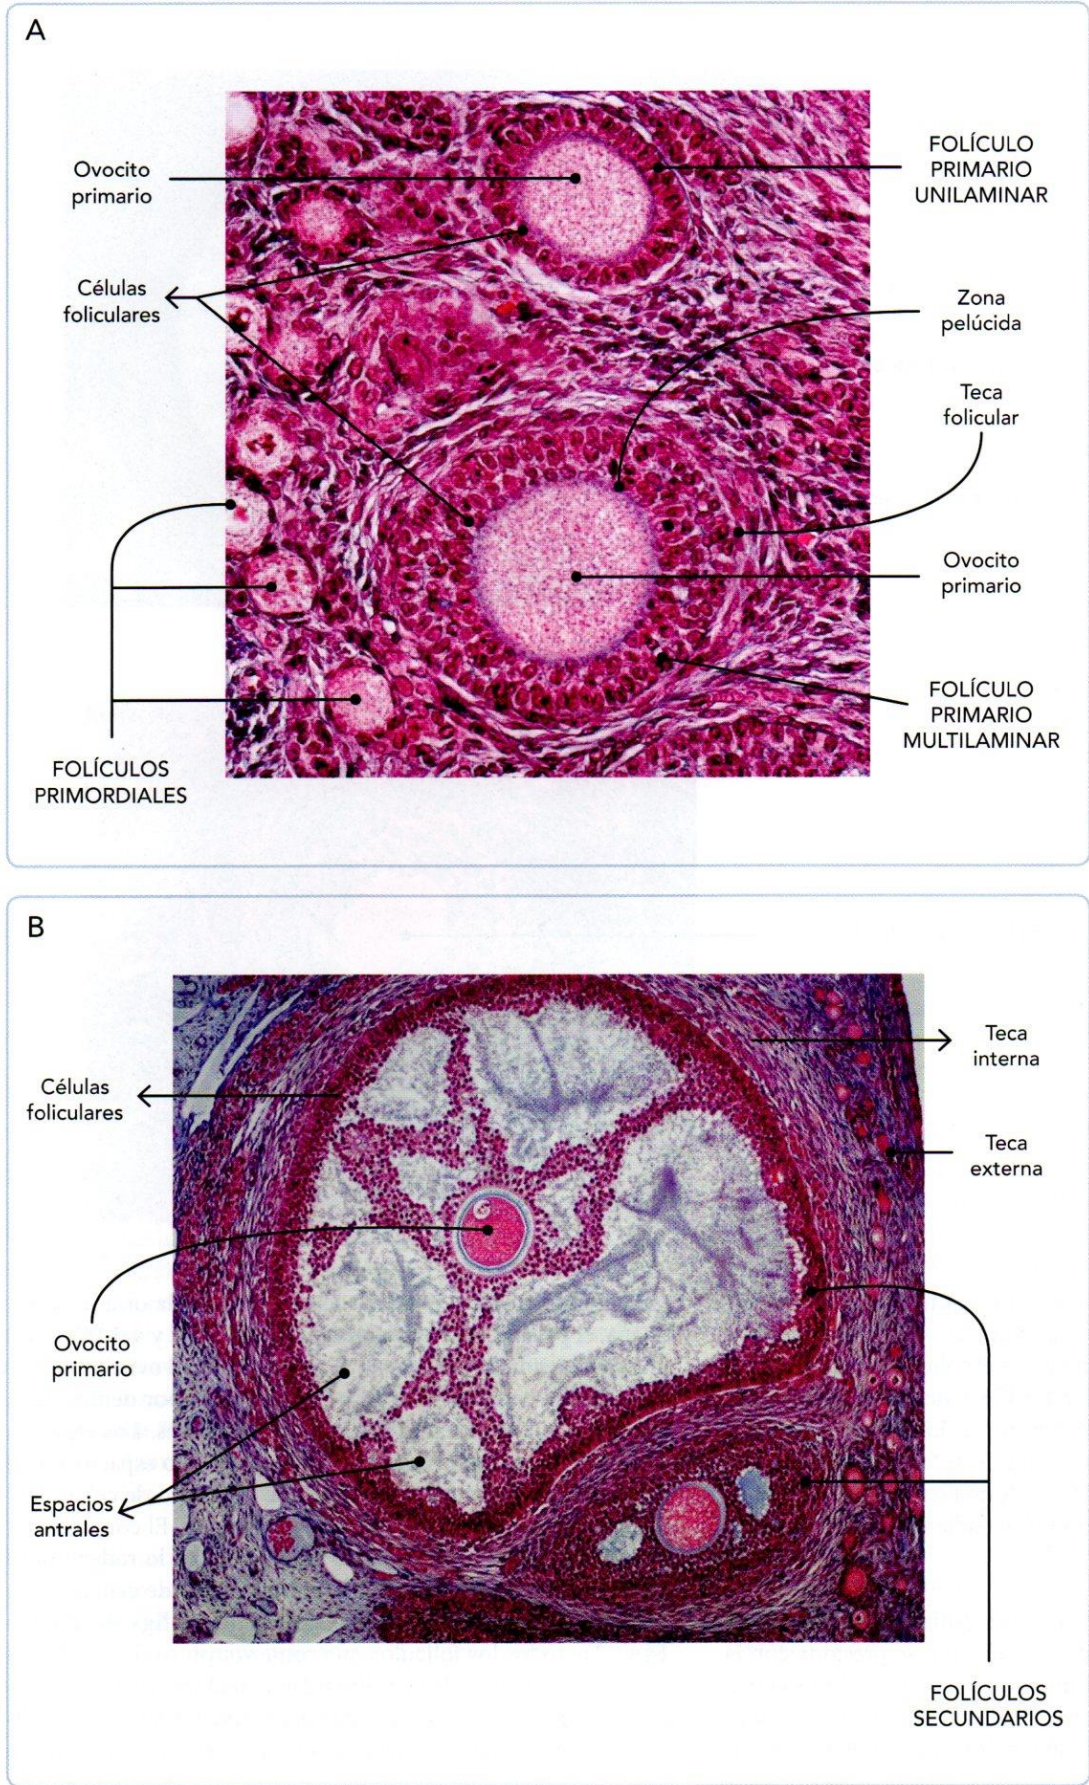 A
Ovocito
primario
FOLÍCULO
PRIMARIO
UNILAMINAR
Células
foliculares
Zona
pelúcida
Teca
folicular
Ovocito
primario
FOLÍCULO
PRIMARIO
MULTILAMINAR
FOLÍCULOS
PRIMORDIALES
B
Teca
interna
Células
foliculares
Teca
externa
Ovocito
primario
Espacios
antrales
FOLÍCULOS
SECUNDARIOS